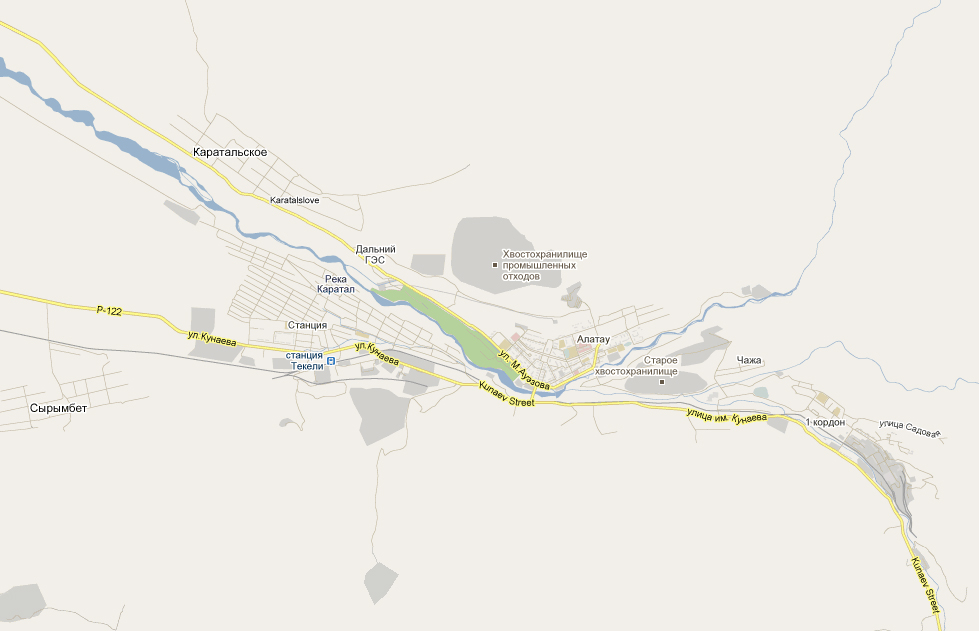 Каратальское
Karatalslove
Дальний
ГЭС
Хвостохранилище
промышленных
отходов
Река
Каратал
Р-122
Станция
ул.Кунаева
станция
Текели
ул.Кунаева
ул. М.Ауэзова
Алатау
Старое
хвостохранилище
Чажа
Kunaev Street
Сырымбет
улица им. Кунаева
1 кордон
улица Садовая
Kunaev Street